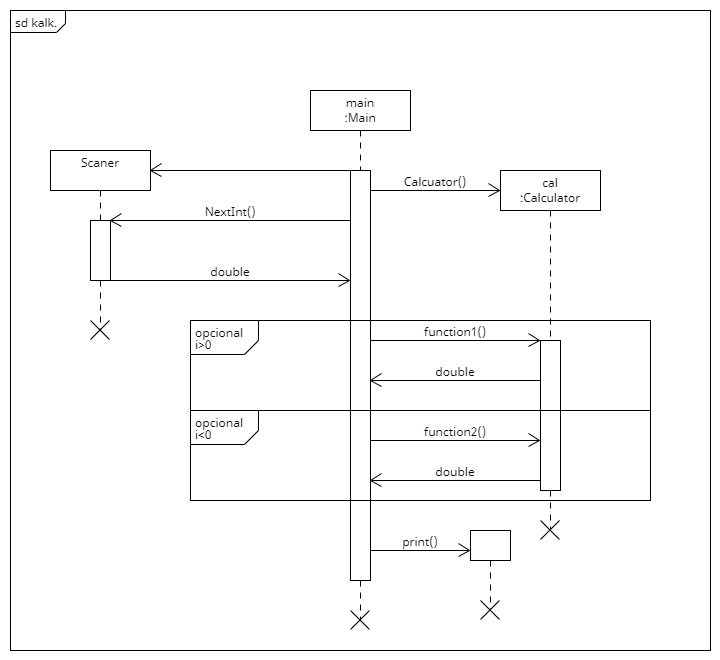 sd kalk.
main
:Main
Scaner
Calcuator()
cal
:Calculator
NextInt()
double
opcional
i>0
function1()
double
opcional
i<0
function2()
double
print()